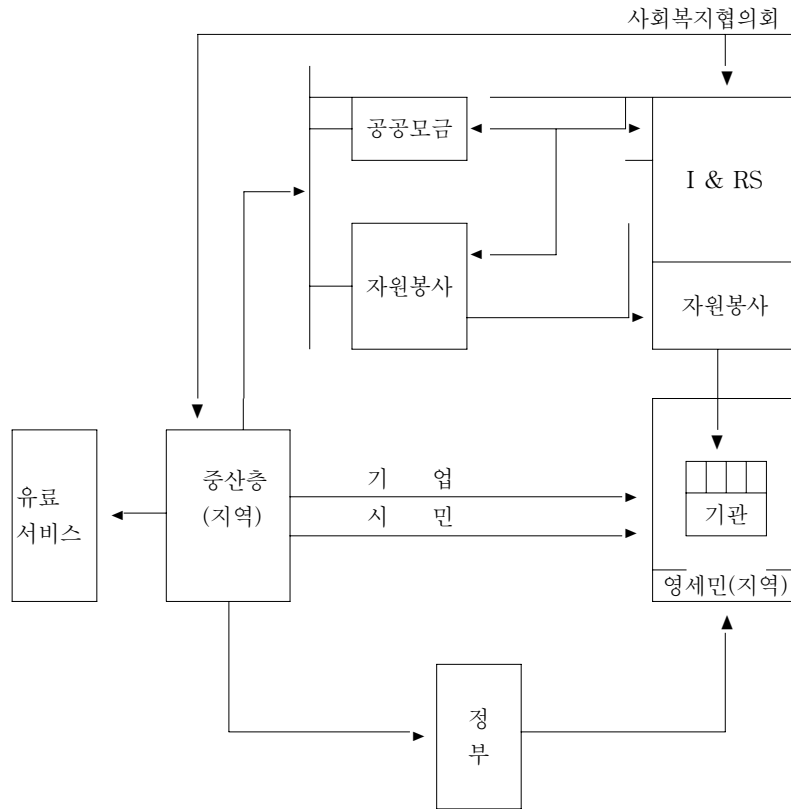 사회복지협의회
공공모금
I & RS
자원봉사
자원봉사
유료
서비스
중산층
(지역)
기 업
시 민
기관
영세민(지역)
정
부